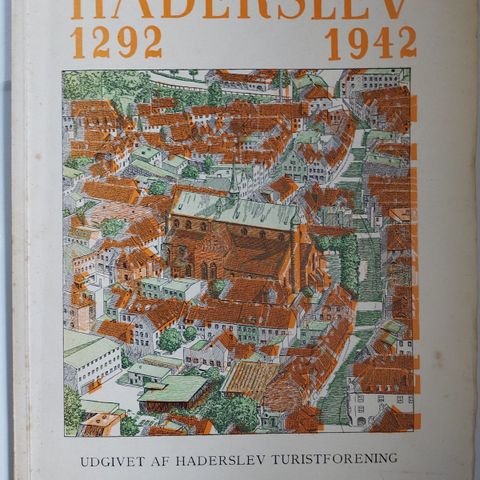 HADERSLEV
1292 1942
UDGIVET AF HADERSLEV TURISTFORENING